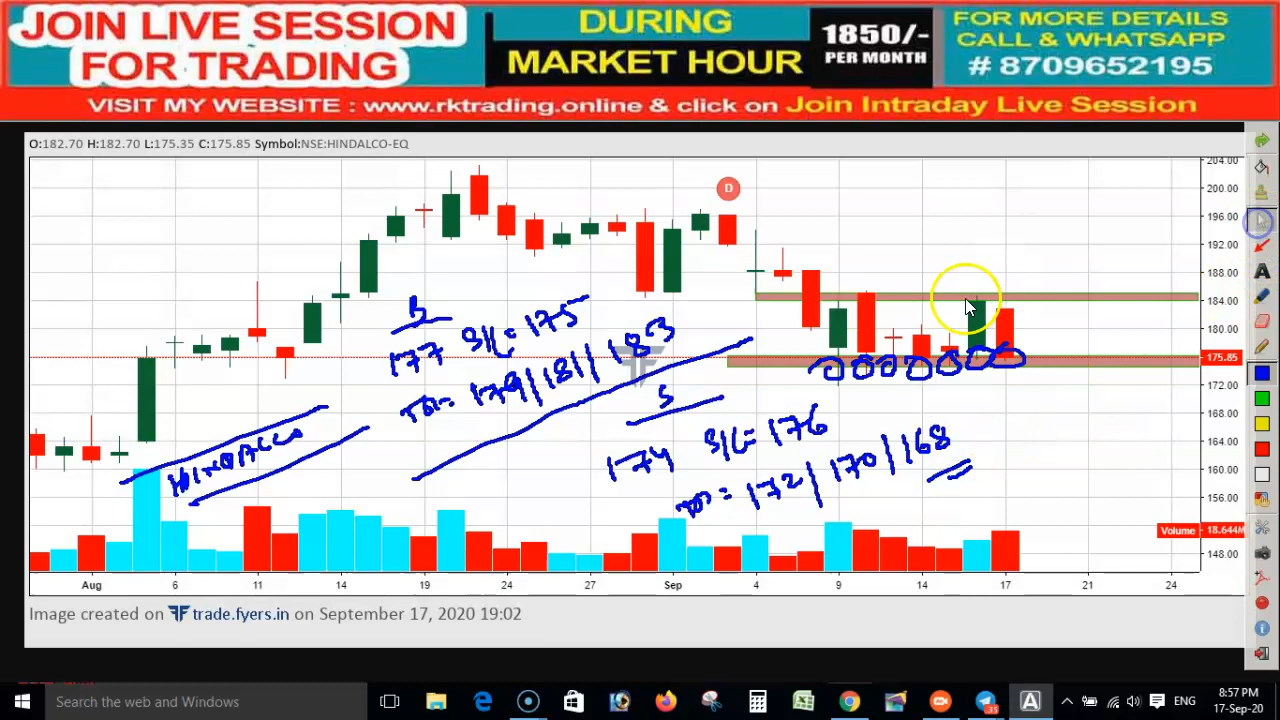 JOIN LIVE SESSION
FOR TRADING
DURING
MARKET HOUR
1850/-
PER MONTH
FOR MORE DETAILS
CALL & WHATSAPP
# 8709652195
VISIT MY WEBSITE : www.rktrading.online & click on Join Intraday Live Session
O:182.70 H:182.70 L:175.35 C:175.85 Symbol:NSE:HINDALCO-EQ
204.00
200.00
196.00
192.00
188.00
184.00
180.00
175.85
172.00
168.00
164.00
160.00
156.00
Volume 18.644M
148.00
D
B
177 S/L = 175
179/181/183
HINDALCO
S
174 S/L= 176
= 172/170/168
Aug 6 11 14 19 24 27 Sep 4 9 14 17 21 24
Image created on trade.fyers.in on September 17, 2020 19:02
Search the web and Windows
35
A
ENG
8:57 PM
17-Sep-20